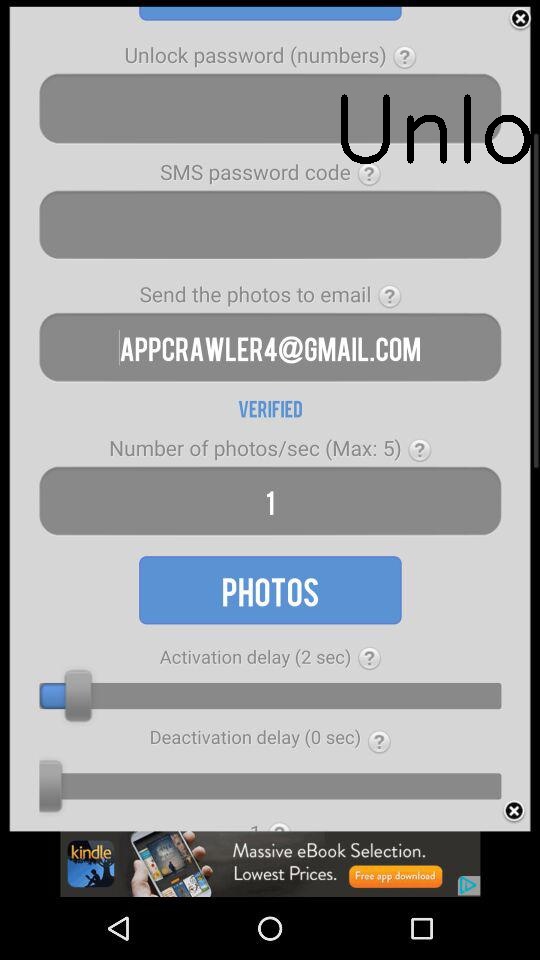 Unlock password (numbers) ?
Unlo
SMS password code ?
Send the photos to email ?
APPCRAWLER4@GMAIL.COM
VERIFIED
Number of photos/sec (Max: 5) ?
1
PHOTOS
Activation delay (2 sec) ?
Deactivation delay (0 sec) ?
kindle
Massive eBook Selection.
Lowest Prices.
Free app download